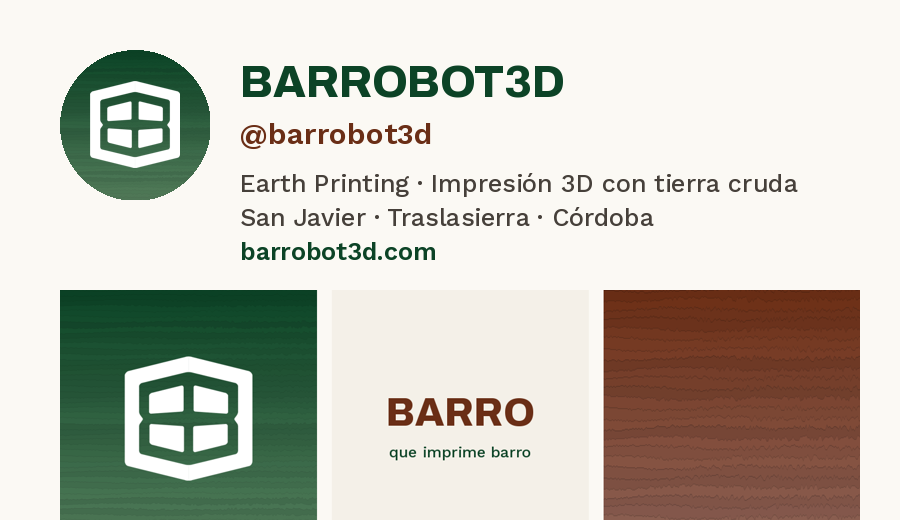 BARROBOT3D
@barrobot3d
Earth Printing · Impresión 3D con tierra cruda
San Javier · Traslasierra · Córdoba
barrobot3d.com
BARRO
que imprime barro